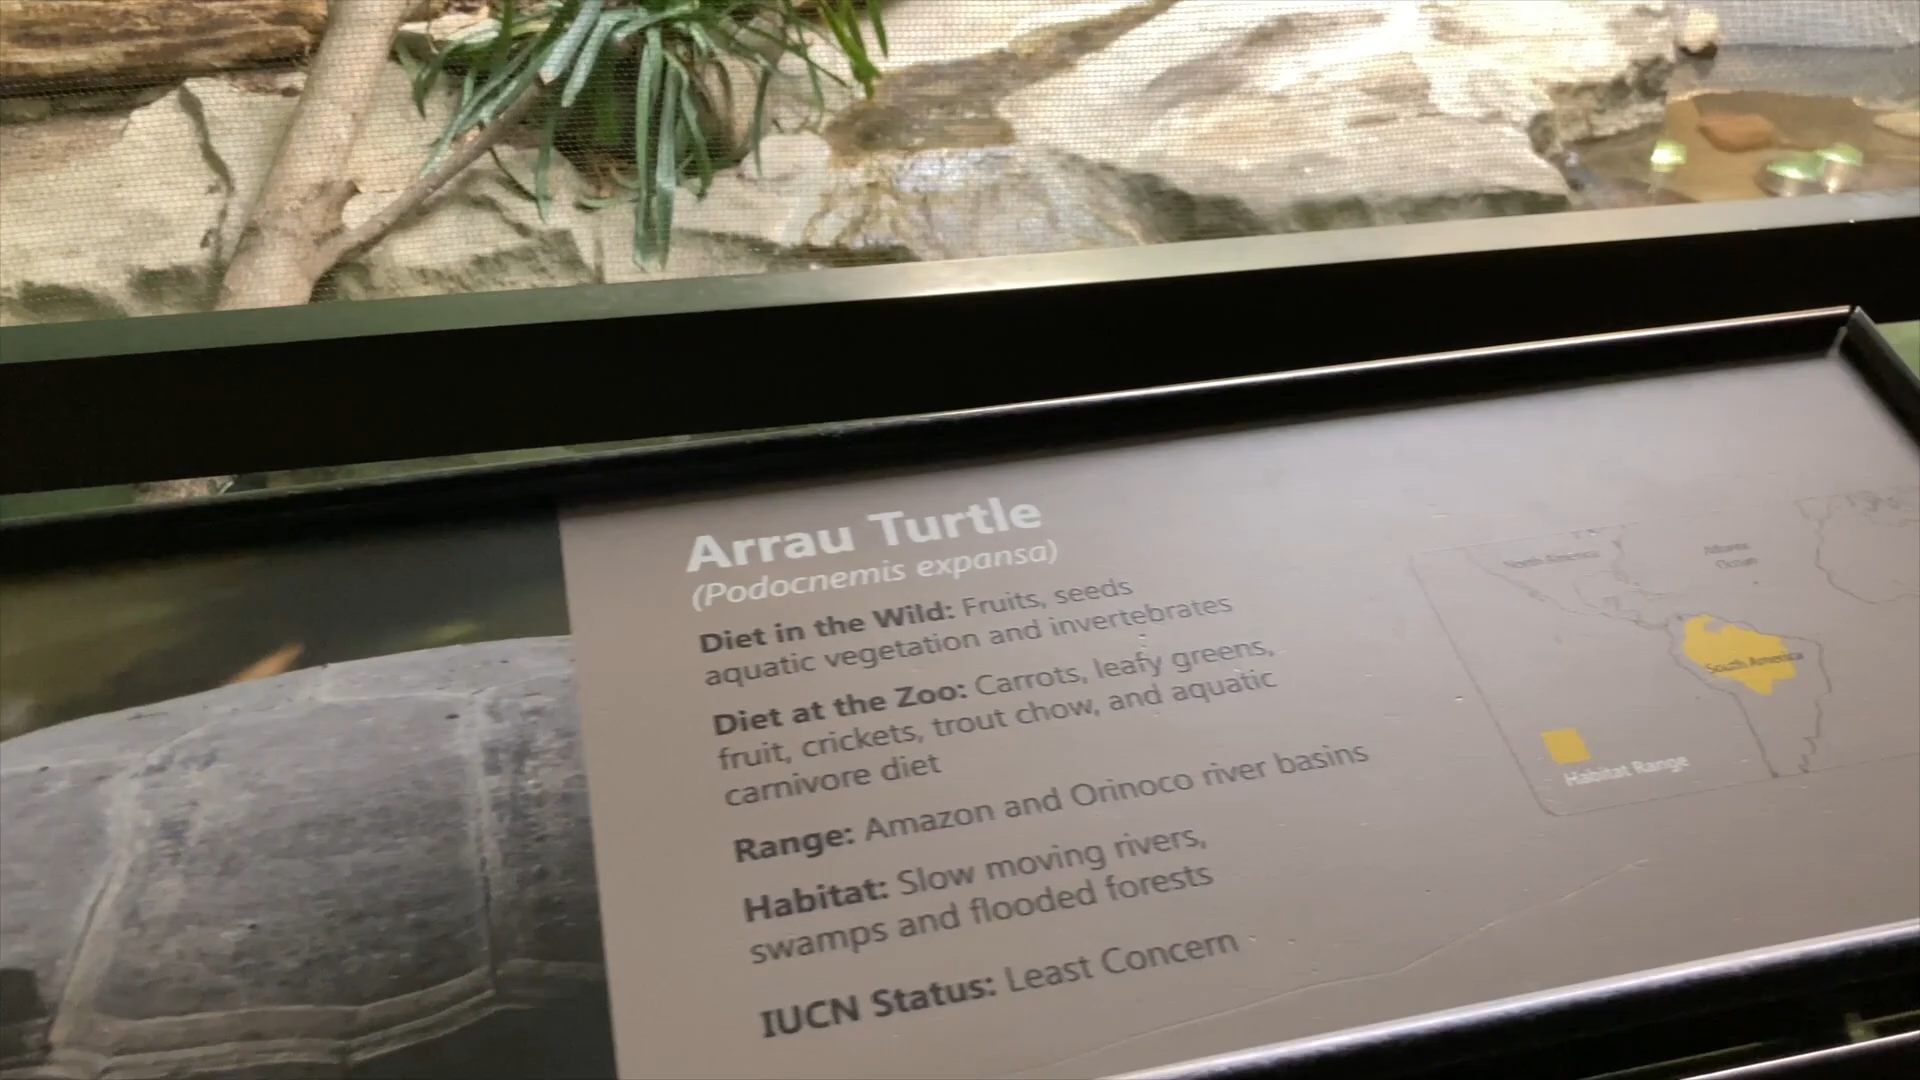 Arrau Turtle
(Podocnemis expansa)
Diet in the Wild: Fruits, seeds
aquatic vegetation and invertebrates
Diet at the Zoo: Carrots, leafy greens,
fruit, crickets, trout chow, and aquatic
carnivore diet
Range: Amazon and Orinoco river basins
Habitat: Slow moving rivers,
swamps and flooded forests
IUCN Status: Least Concern
North America
Atlantic
Ocean
South America
Habitat Range